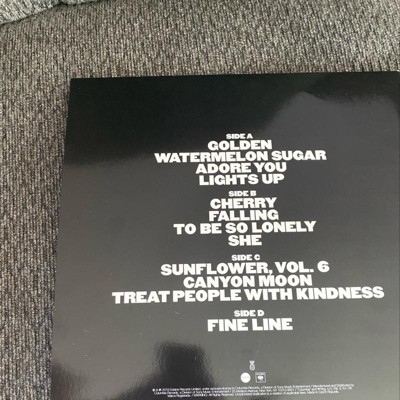 SIDE A
GOLDEN
WATERMELON SUGAR
ADORE YOU
LIGHTS UP
SIDE B
CHERRY
FALLING
TO BE SO LONELY
SHE
SIDE C
SUNFLOWER, VOL. 6
CANYON MOON
TREAT PEOPLE WITH KINDNESS
SIDE D
FINE LINE